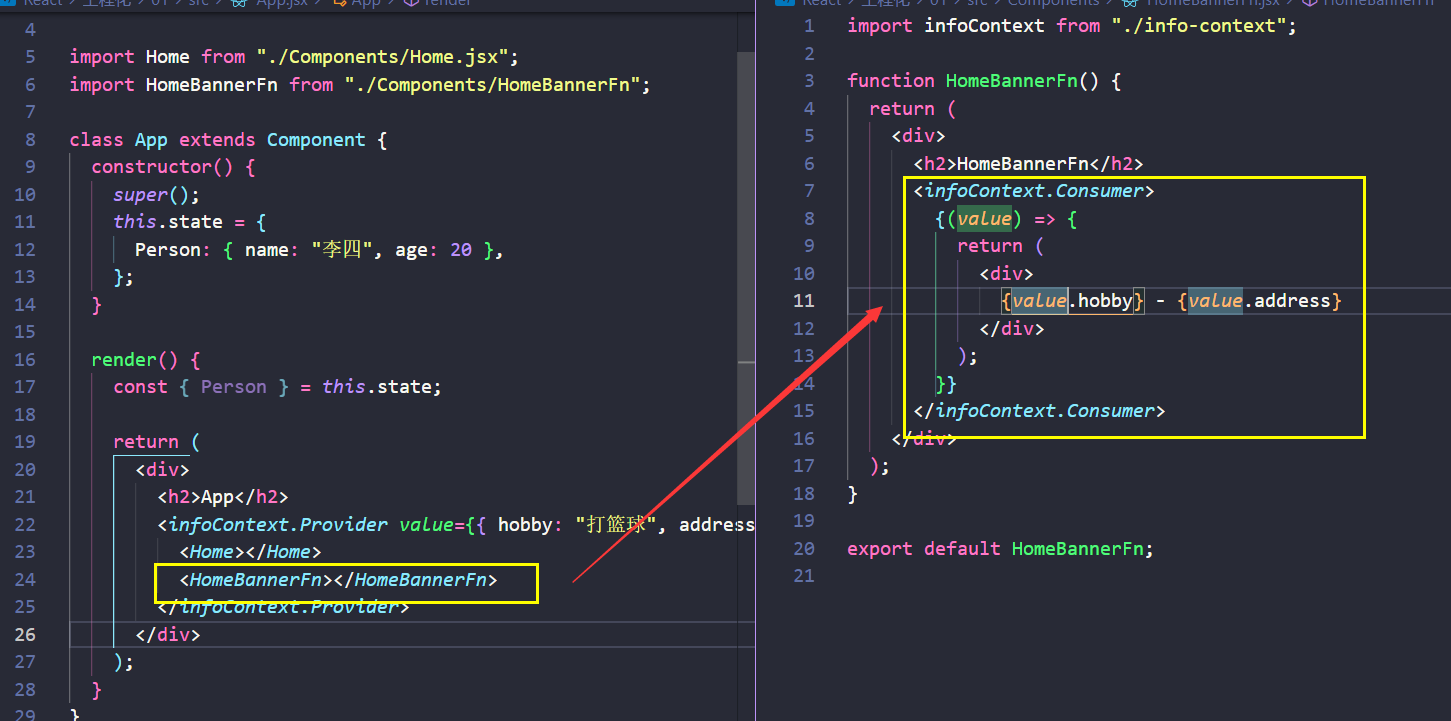 React > 工程化 > 01 > src > App.jsx > App > render
4
5 import Home from "./Components/Home.jsx";
6 import HomeBannerFn from "./Components/HomeBannerFn";
7
8 class App extends Component {
9 constructor() {
10 super();
11 this.state = {
12 Person: { name: "李四", age: 20 },
13 };
14 }
15
16 render() {
17 const { Person } = this.state;
18
19 return (
20 <div>
21 <h2>App</h2>
22 <infoContext.Provider value={{ hobby: "打篮球", address
23 <Home></Home>
24 <HomeBannerFn></HomeBannerFn>
25 </infoContext.Provider>
26 </div>
27 );
28 }
29 }
React > 工程化 > 01 > src > Components > HomeBannerFn.jsx > HomeBannerFn
1 import infoContext from "./info-context";
2
3 function HomeBannerFn() {
4 return (
5 <div>
6 <h2>HomeBannerFn</h2>
7 <infoContext.Consumer>
8 {(value) => {
9 return (
10 <div>
11 {value.hobby} - {value.address}
12 </div>
13 );
14 }}
15 </infoContext.Consumer>
16 </div>
17 );
18 }
19
20 export default HomeBannerFn;
21